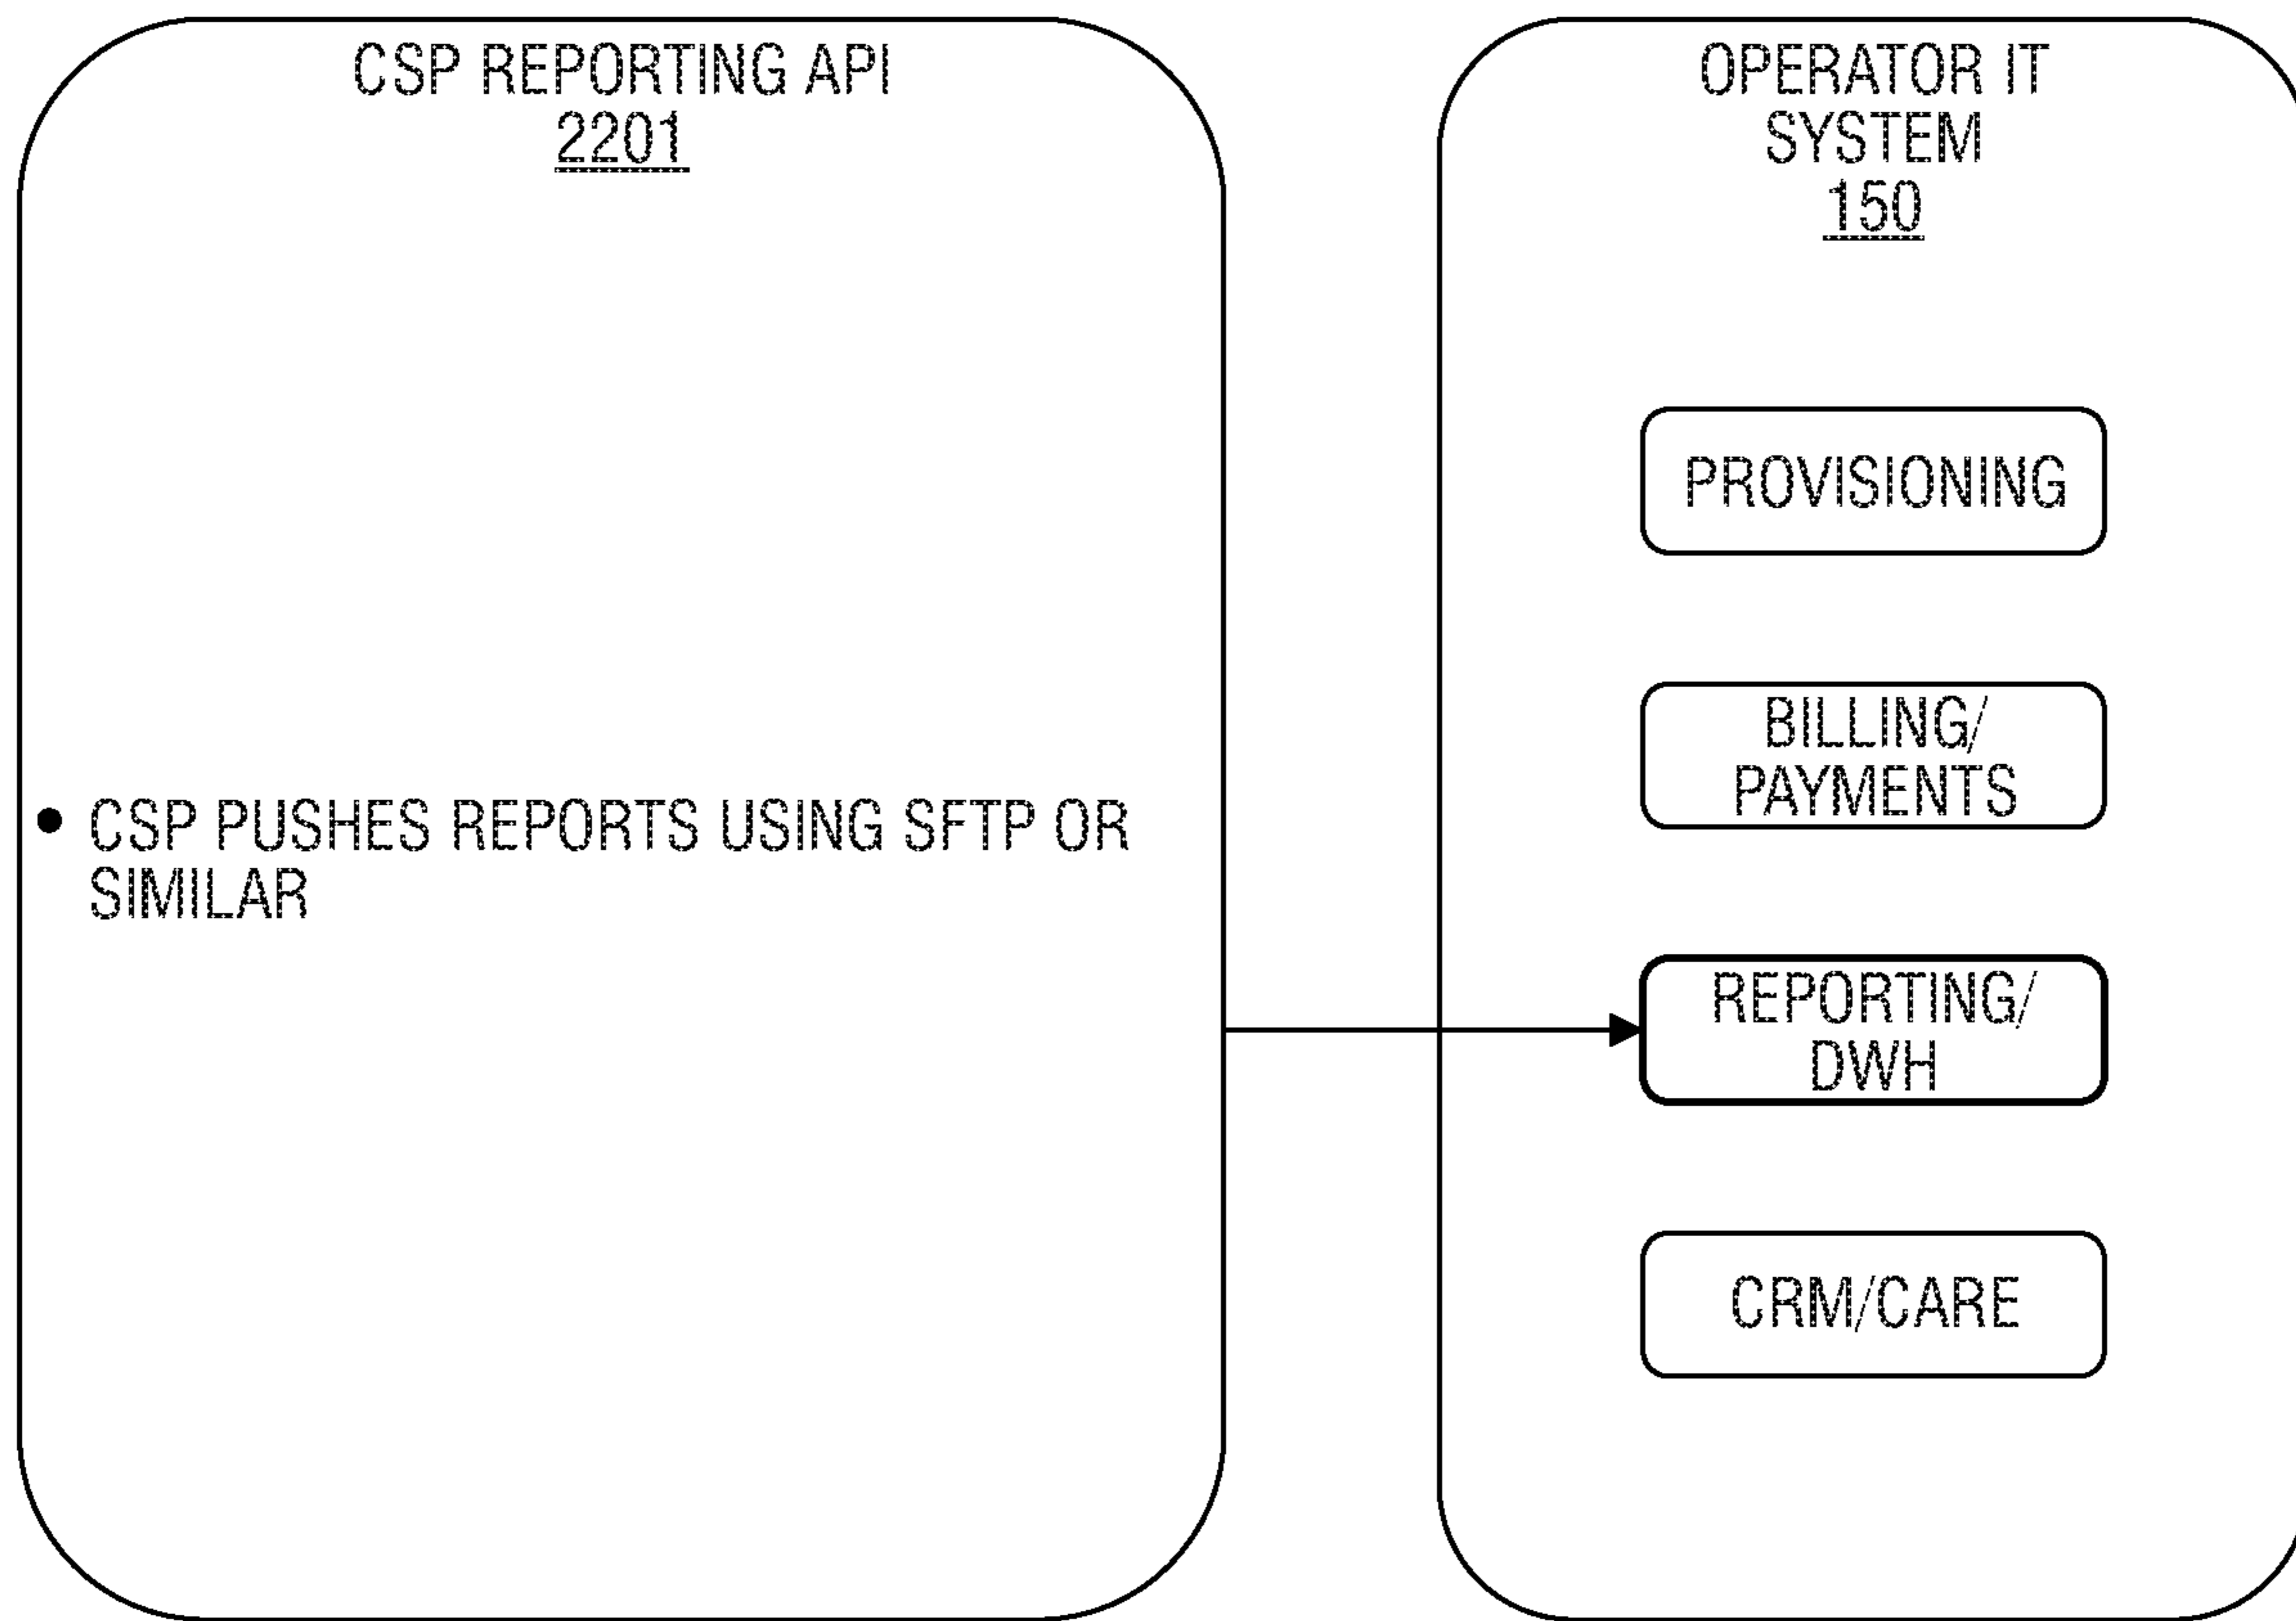 CSP REPORTING API
2201
• CSP PUSHES REPORTS USING SFTP OR
SIMILAR
OPERATOR IT
SYSTEM
150
PROVISIONING
BILLING/
PAYMENTS
REPORTING/
DWH
CRM/CARE